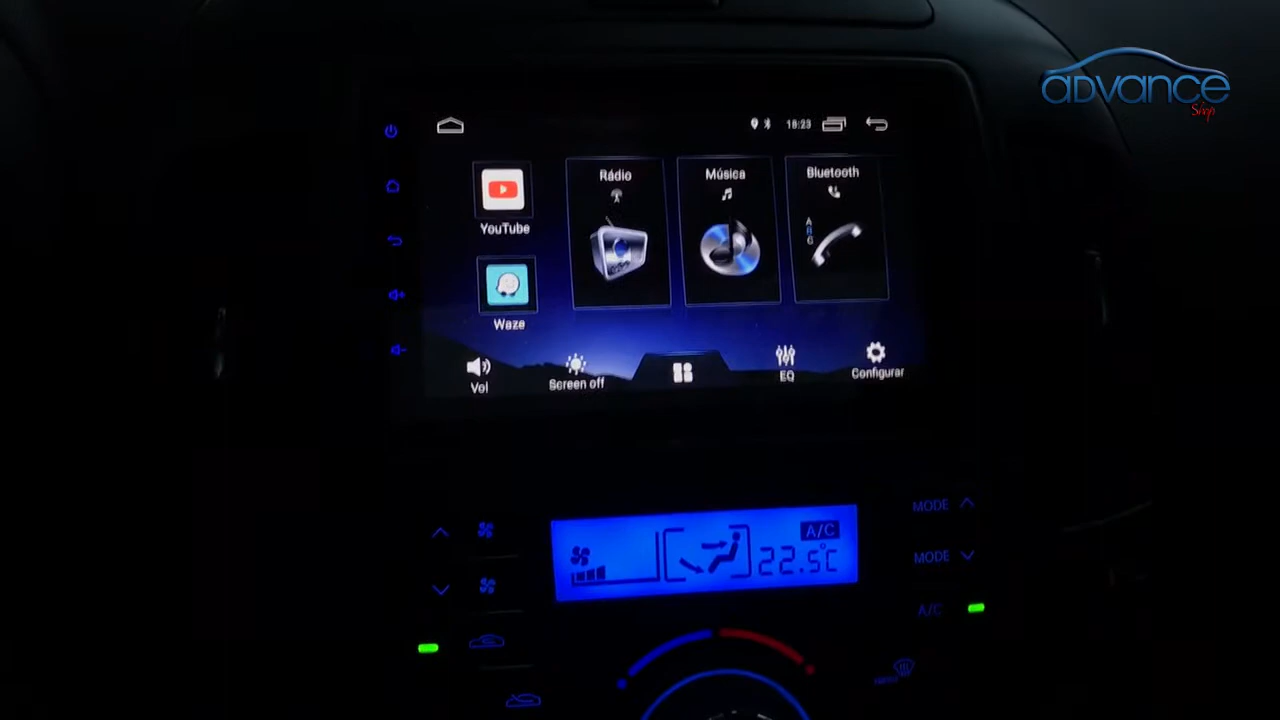 ADVANCE
Shop
18:23
YouTube
Rádio
Música
Bluetooth
Waze
Vol
Screen off
EQ
Configurar
MODE
A/C
22.5°C
MODE
A/C